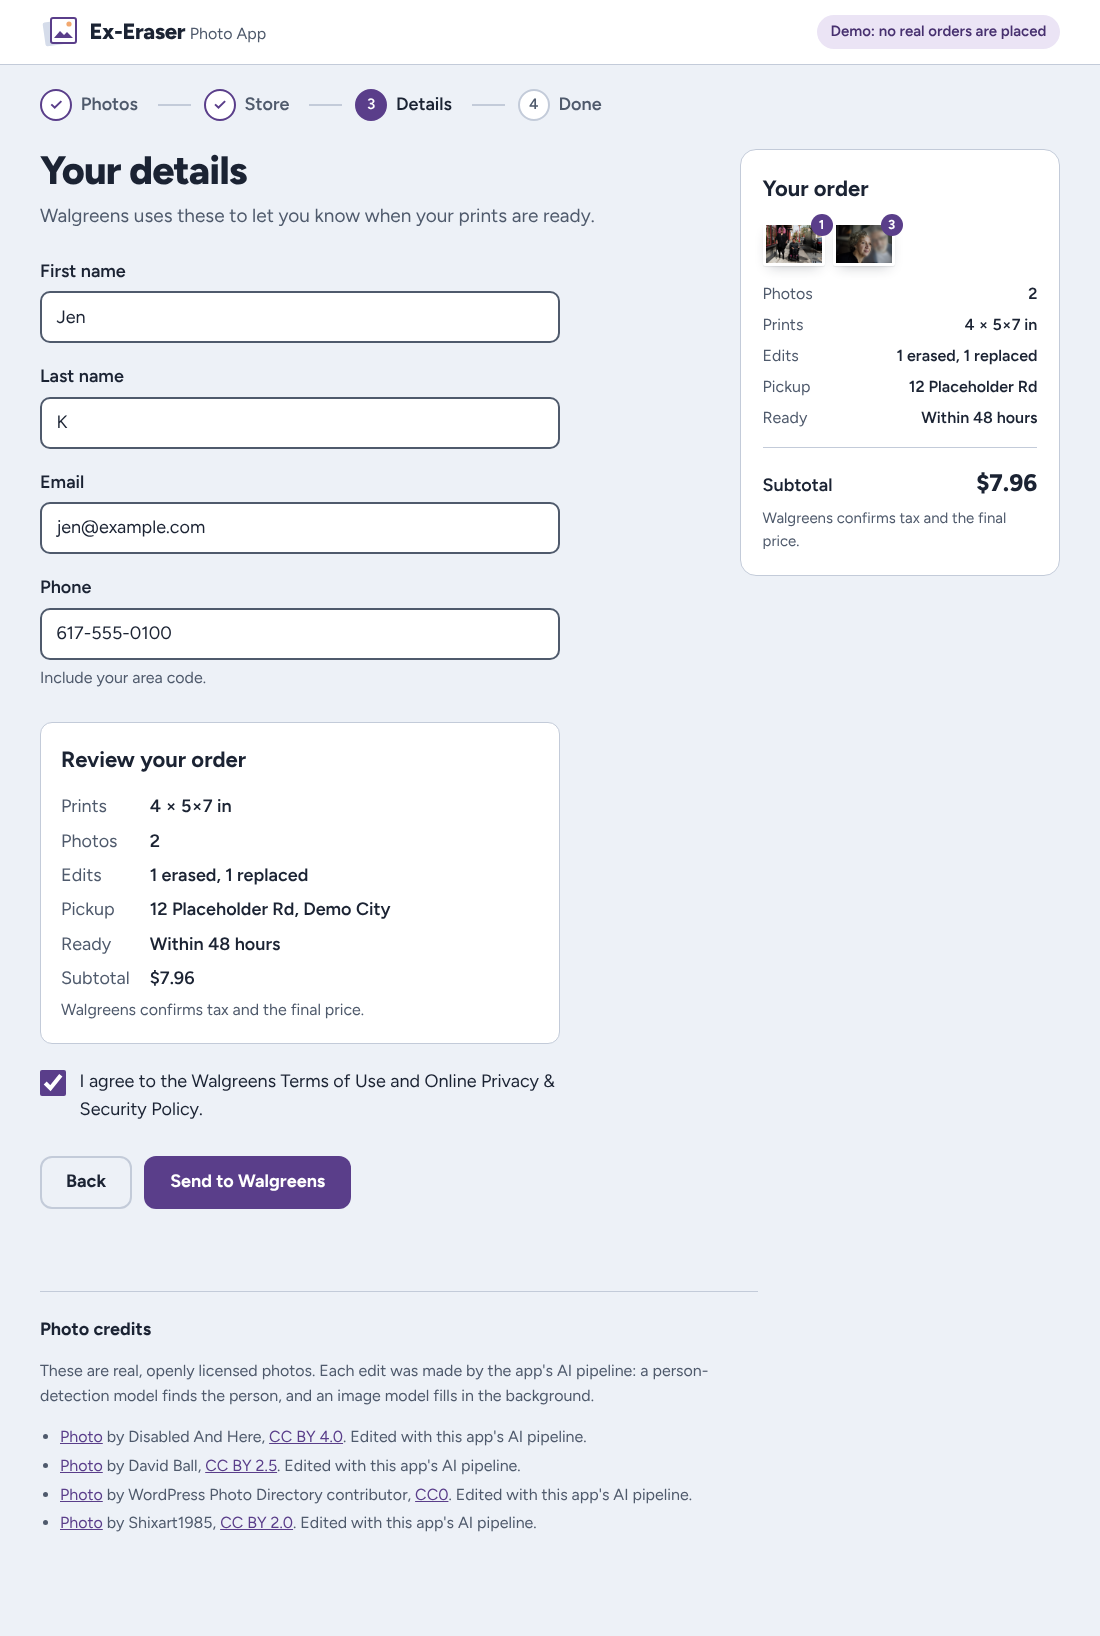 Ex-Eraser Photo App
Demo: no real orders are placed
Photos
Store
3 Details
4 Done
Your details
Walgreens uses these to let you know when your prints are ready.
First name
Jen
Last name
K
Email
jen@example.com
Phone
617-555-0100
Include your area code.
Review your order
Prints 4 × 5×7 in
Photos 2
Edits 1 erased, 1 replaced
Pickup 12 Placeholder Rd, Demo City
Ready Within 48 hours
Subtotal $7.96
Walgreens confirms tax and the final price.
I agree to the Walgreens Terms of Use and Online Privacy &
Security Policy.
Back
Send to Walgreens
Your order
1
3
Photos 2
Prints 4 × 5×7 in
Edits 1 erased, 1 replaced
Pickup 12 Placeholder Rd
Ready Within 48 hours
Subtotal $7.96
Walgreens confirms tax and the final
price.
Photo credits
These are real, openly licensed photos. Each edit was made by the app's AI pipeline: a person-
detection model finds the person, and an image model fills in the background.
• Photo by Disabled And Here, CC BY 4.0. Edited with this app's AI pipeline.
• Photo by David Ball, CC BY 2.5. Edited with this app's AI pipeline.
• Photo by WordPress Photo Directory contributor, CC0. Edited with this app's AI pipeline.
• Photo by Shixart1985, CC BY 2.0. Edited with this app's AI pipeline.